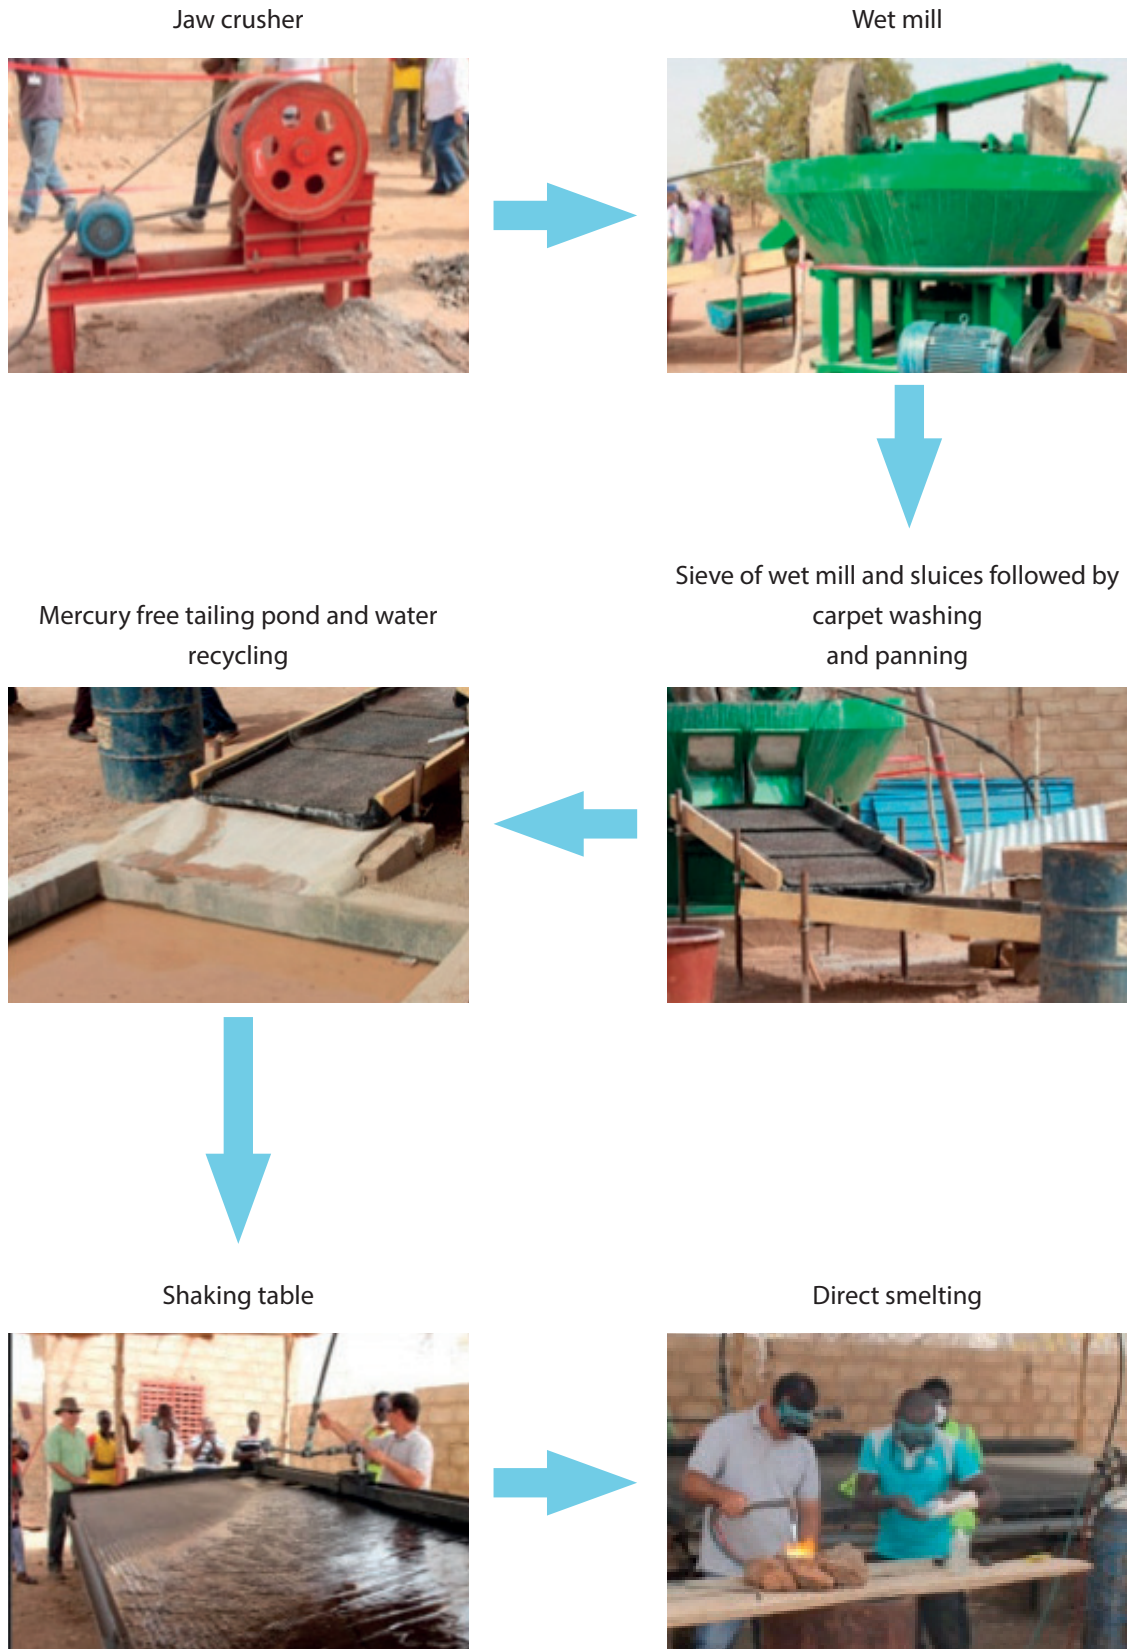 Jaw crusher
Wet mill
Sieve of wet mill and sluices followed by
carpet washing
and panning
Mercury free tailing pond and water
recycling
Shaking table
Direct smelting